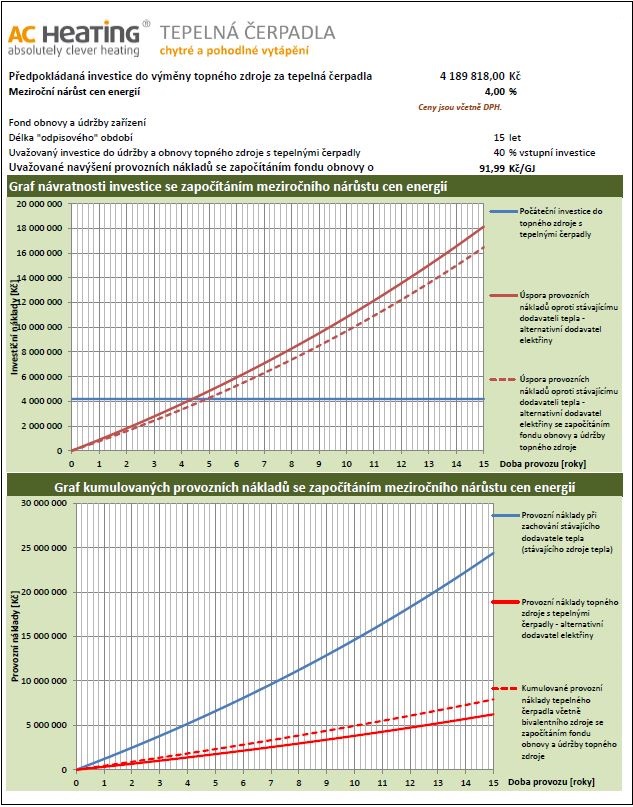 AC HEATING®
absolutely clever heating
TEPELNÁ ČERPADLA
chytré a pohodlné vytápění
Předpokládaná investice do výměny topného zdroje za tepelná čerpadla 4 189 818,00 Kč
Meziroční nárůst cen energií 4,00 %
Ceny jsou včetně DPH.
Fond obnovy a údržby zařízení
Délka "odpisového" období 15 let
Uvažovaný investice do údržby a obnovy topného zdroje s tepelnými čerpadly 40 % vstupní investice
Uvažované navýšení provozních nákladů se započítáním fondu obnovy o 91,99 Kč/GJ
Graf návratnosti investice se započítáním meziročního nárůstu cen energií
20 000 000
18 000 000
16 000 000
14 000 000
12 000 000
10 000 000
8 000 000
6 000 000
4 000 000
2 000 000
0
Investiční náklady [Kč]
0 1 2 3 4 5 6 7 8 9 10 11 12 13 14 15
Doba provozu [roky]
Počáteční investice do
topného zdroje s
tepelnými čerpadly
Úspora provozních
nákladů oproti stávajícímu
dodavateli tepla -
alternativní dodavatel
elektřiny
Úspora provozních
nákladů oproti stávajícímu
dodavateli tepla -
alternativní dodavatel
elektřiny se započítáním
fondu obnovy a údržby
topného zdroje
Graf kumulovaných provozních nákladů se započítáním meziročního nárůstu cen energií
30 000 000
25 000 000
20 000 000
15 000 000
10 000 000
5 000 000
0
Provozní náklady [Kč]
0 1 2 3 4 5 6 7 8 9 10 11 12 13 14 15
Doba provozu [roky]
Provozní náklady při
zachování stávajícího
dodavatele tepla
(stávajícího zdroje tepla)
Provozní náklady topného
zdroje s tepelnými
čerpadly - alternativní
dodavatel elektřiny
Kumulované provozní
náklady tepelného
čerpadla včetně
bivalentního zdroje se
započítáním fondu
obnovy a údržby topného
zdroje